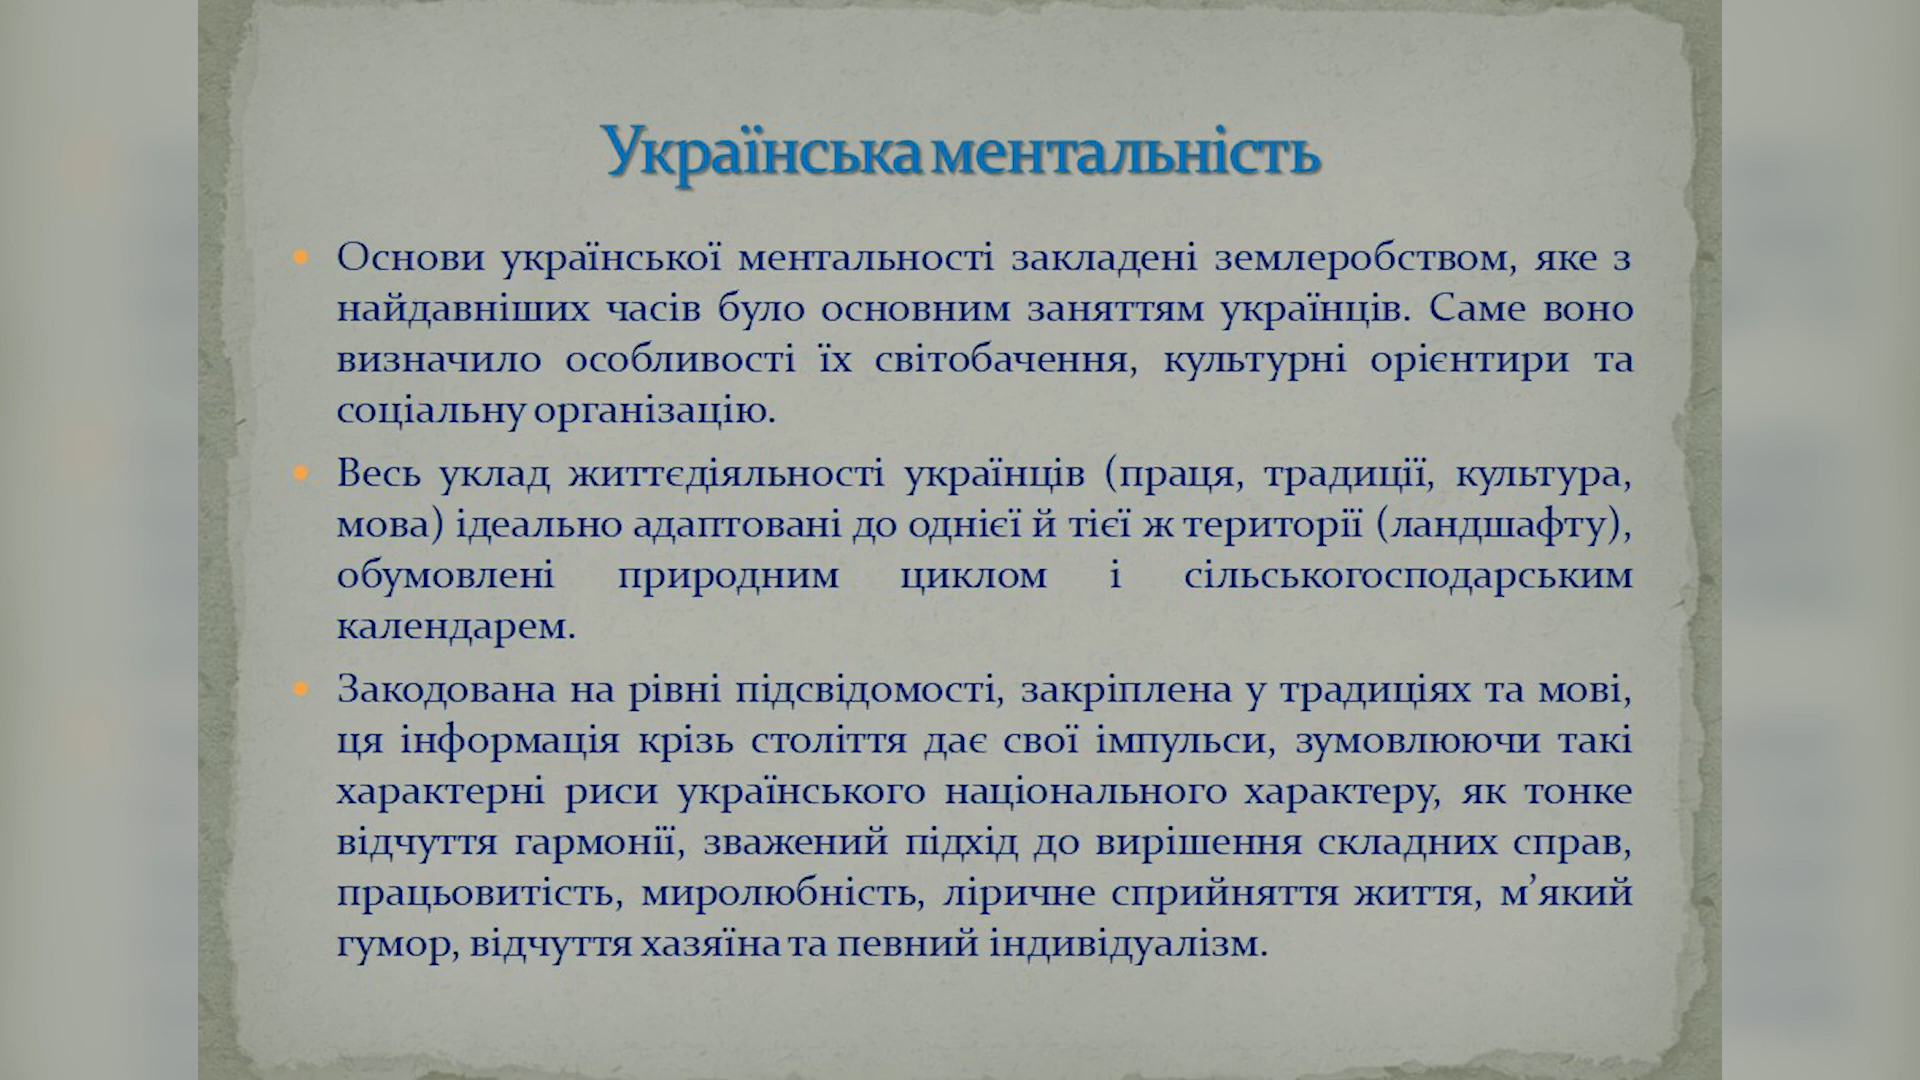 Українська ментальність
Основи української ментальності закладені землеробством, яке з
найдавніших часів було основним заняттям українців. Саме воно
визначило особливості їх світобачення, культурні орієнтири та
соціальну організацію.
Весь уклад життєдіяльності українців (праця, традиції, культура,
мова) ідеально адаптовані до однієї й тієї ж території (ландшафту),
обумовлені природним циклом і сільськогосподарським
календарем.
Закодована на рівні підсвідомості, закріплена у традиціях та мові,
ця інформація крізь століття дає свої імпульси, зумовлюючи такі
характерні риси українського національного характеру, як тонке
відчуття гармонії, зважений підхід до вирішення складних справ,
працьовитість, миролюбність, ліричне сприйняття життя, м’який
гумор, відчуття хазяїна та певний індивідуалізм.